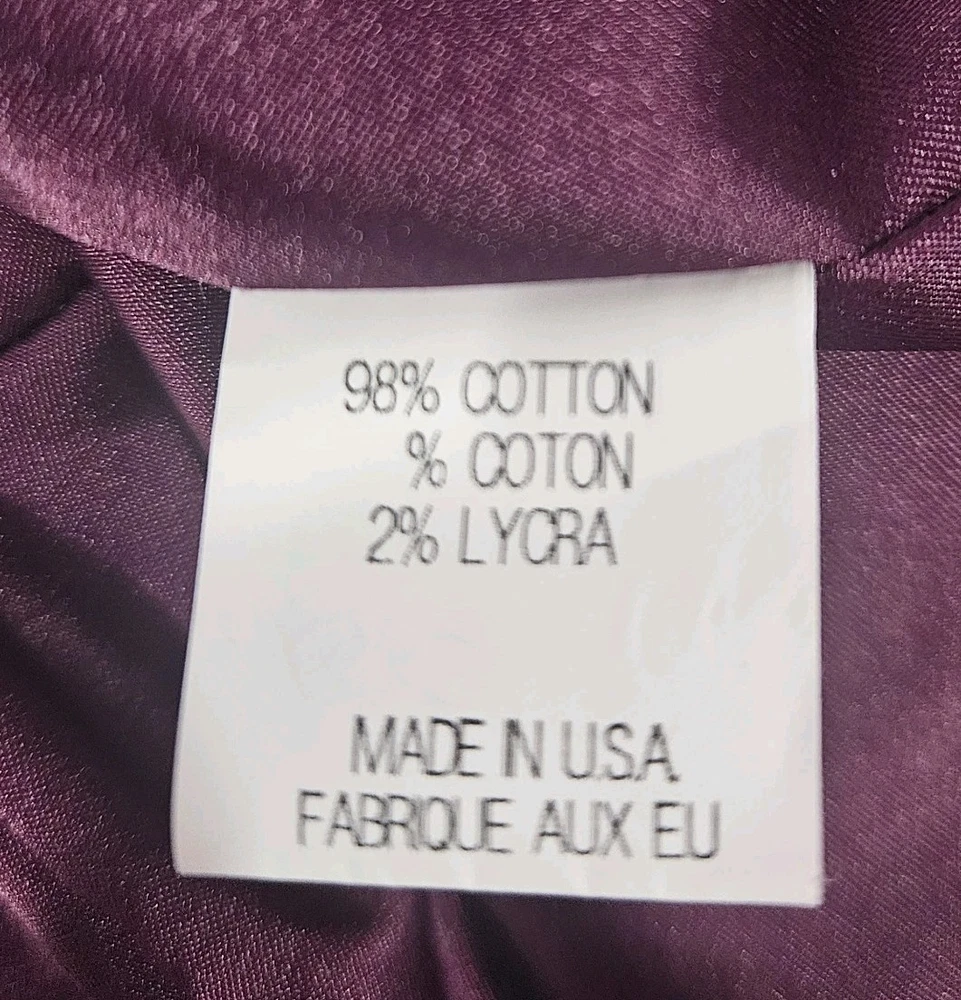 98% COTTON
% COTON
2% LYCRA
MADE IN U.S.A.
FABRIQUE AUX EU